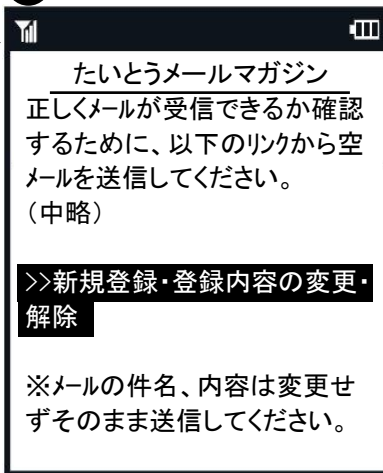 たいとうメールマガジン
正しくメールが受信できるか確認
するために、以下のリンクから空
メールを送信してください。
（中略）
>>新規登録・登録内容の変更・
解除
※メールの件名、内容は変更せ
ずそのまま送信してください。